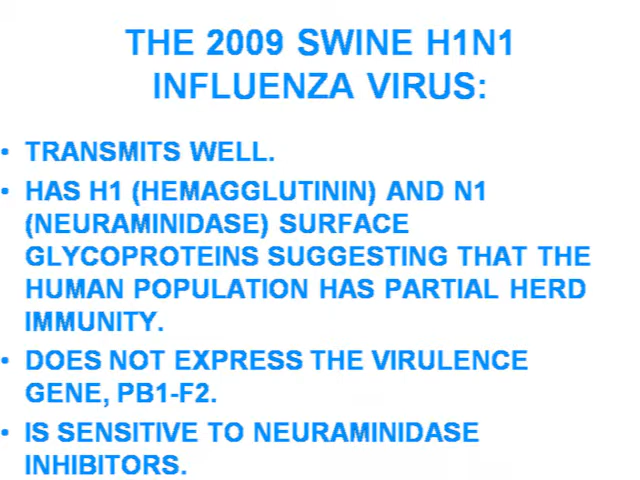 THE 2009 SWINE H1N1
INFLUENZA VIRUS:
• TRANSMITS WELL.
• HAS H1 (HEMAGGLUTININ) AND N1
(NEURAMINIDASE) SURFACE
GLYCOPROTEINS SUGGESTING THAT THE
HUMAN POPULATION HAS PARTIAL HERD
IMMUNITY.
• DOES NOT EXPRESS THE VIRULENCE
GENE, PB1-F2.
• IS SENSITIVE TO NEURAMINIDASE
INHIBITORS.